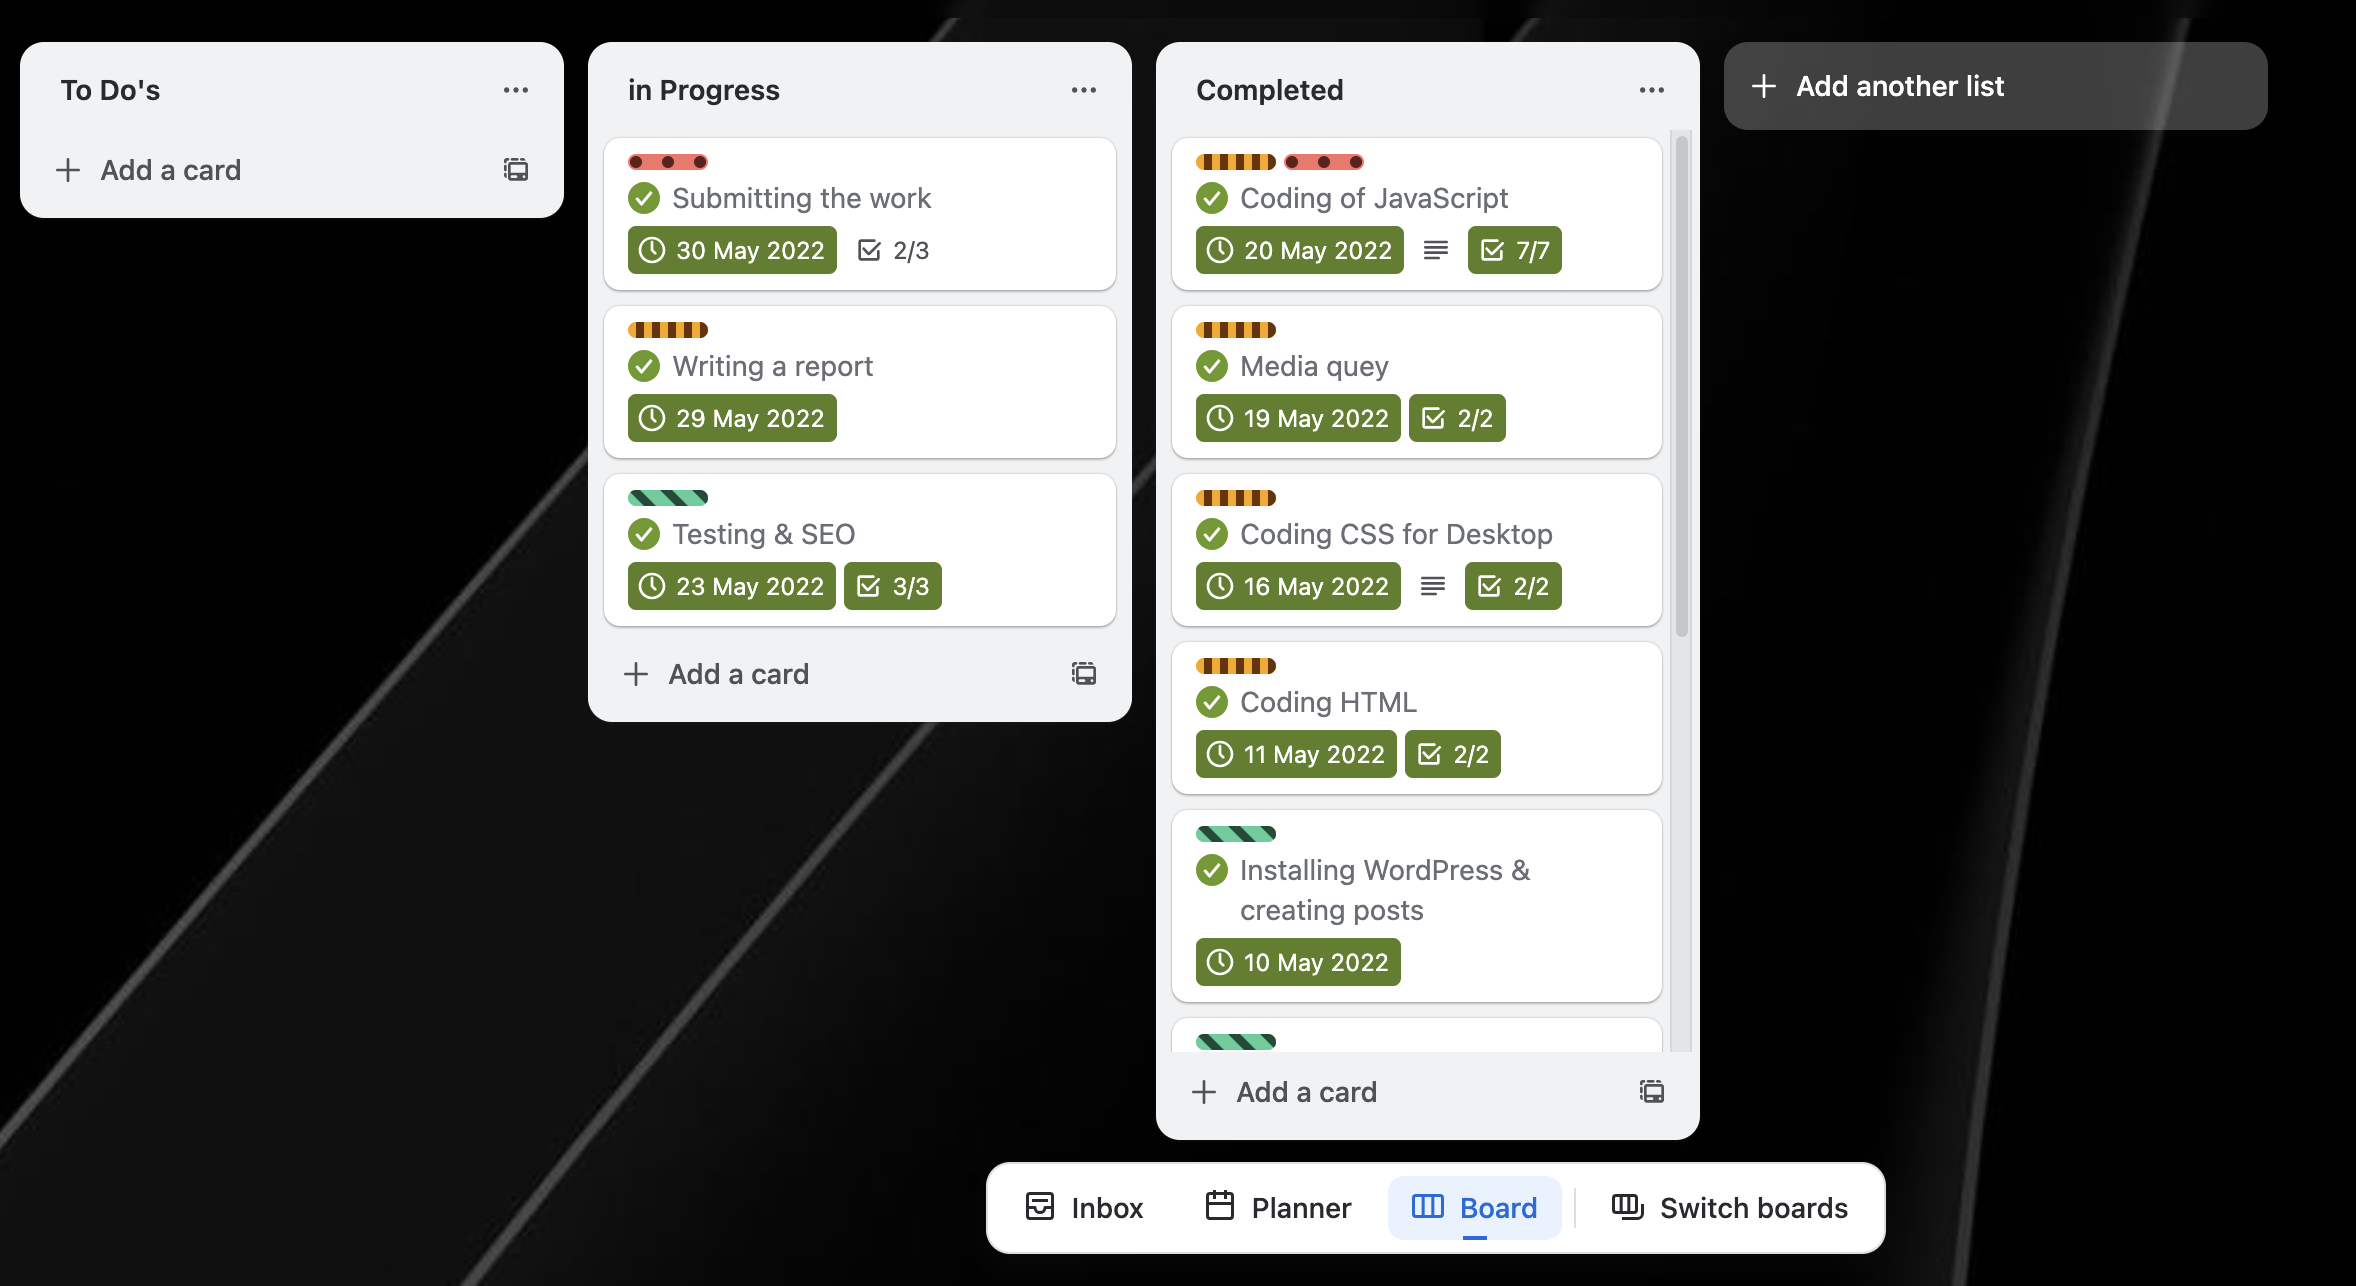 To Do's
Add a card
in Progress
Submitting the work
30 May 2022 2/3
Writing a report
29 May 2022
Testing & SEO
23 May 2022 3/3
Add a card
Completed
Coding of JavaScript
20 May 2022 7/7
Media quey
19 May 2022 2/2
Coding CSS for Desktop
16 May 2022 2/2
Coding HTML
11 May 2022 2/2
Installing WordPress &
creating posts
10 May 2022
Add a card
Add another list
Inbox Planner Board Switch boards